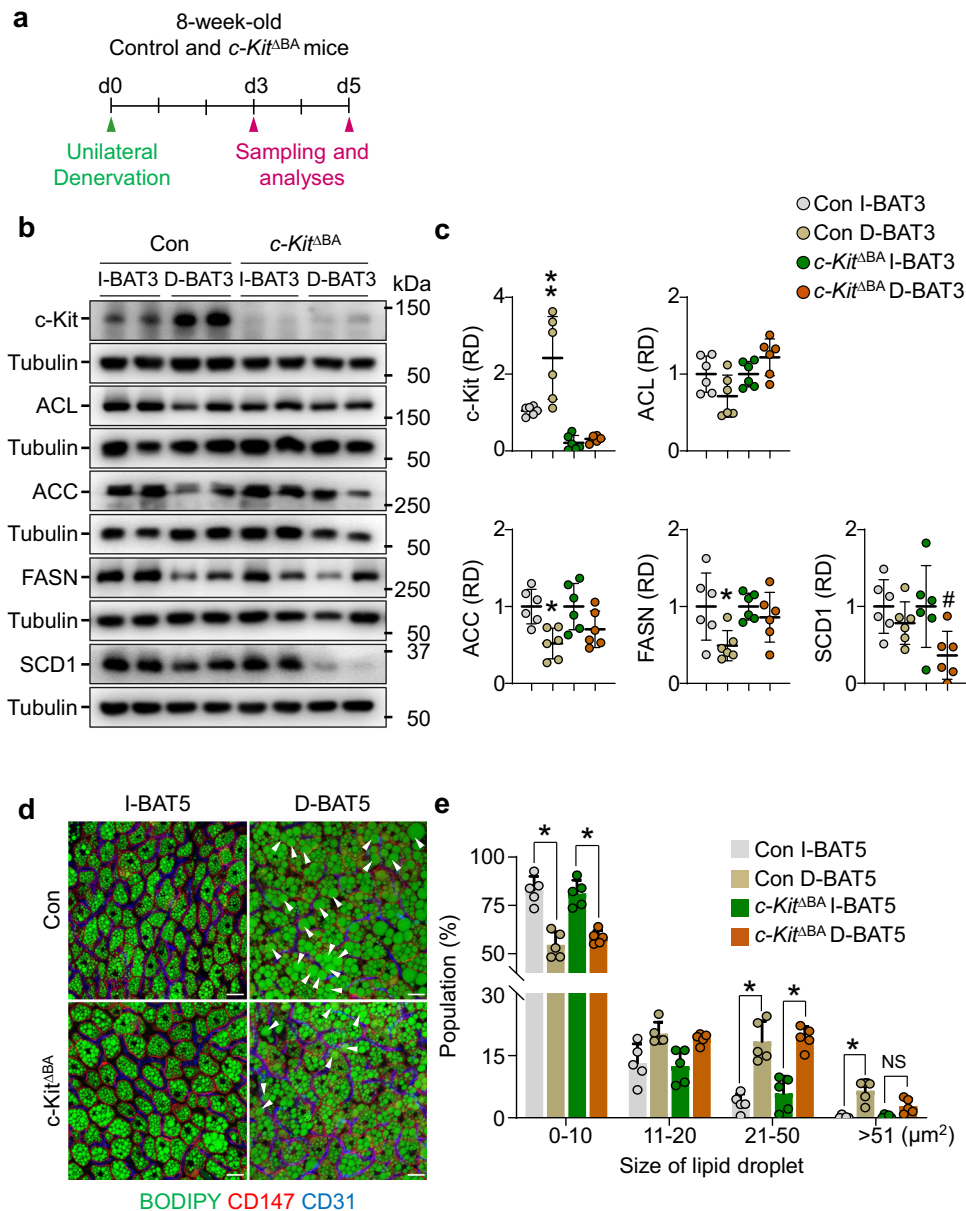 a
8-week-old
Control and c-Kit^ΔBA mice
d0 d3 d5
Unilateral Denervation
Sampling and analyses
b
Con c-Kit^ΔBA
I-BAT3 D-BAT3 I-BAT3 D-BAT3 kDa
c-Kit 150
Tubulin 50
ACL 150
Tubulin 50
ACC 250
Tubulin 50
FASN 250
Tubulin 50
SCD1 37
Tubulin 50
c
Con I-BAT3
Con D-BAT3
c-Kit^ΔBA I-BAT3
c-Kit^ΔBA D-BAT3
c-Kit (RD)
4
2
0
**
ACL (RD)
2
1
0
ACC (RD)
2
1
0
*
FASN (RD)
2
1
0
*
SCD1 (RD)
2
1
0
#
d
I-BAT5 D-BAT5
Con
c-Kit^ΔBA
BODIPY CD147 CD31
e
Con I-BAT5
Con D-BAT5
c-Kit^ΔBA I-BAT5
c-Kit^ΔBA D-BAT5
Population (%)
100
75
50
30
15
0
* * * * * NS
0-10 11-20 21-50 >51 (μm²)
Size of lipid droplet